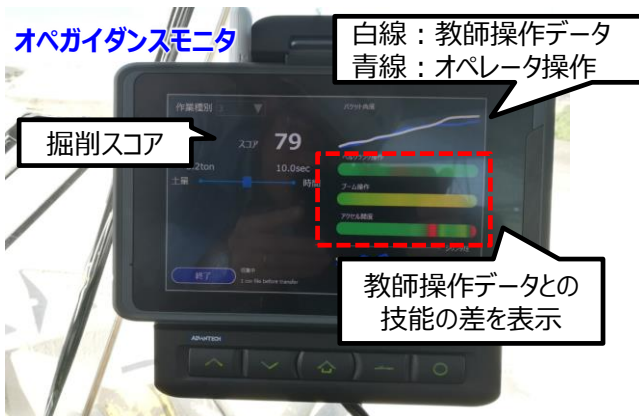 オペガイダンスモニタ
白線：教師操作データ
青線：オペレータ操作
作業種別
掘削スコア
スコア 79
バケット角度
10.0sec
土量
時間
ブーム操作
アクセル開度
教師操作データとの
技能の差を表示
終了
ADVANTECH